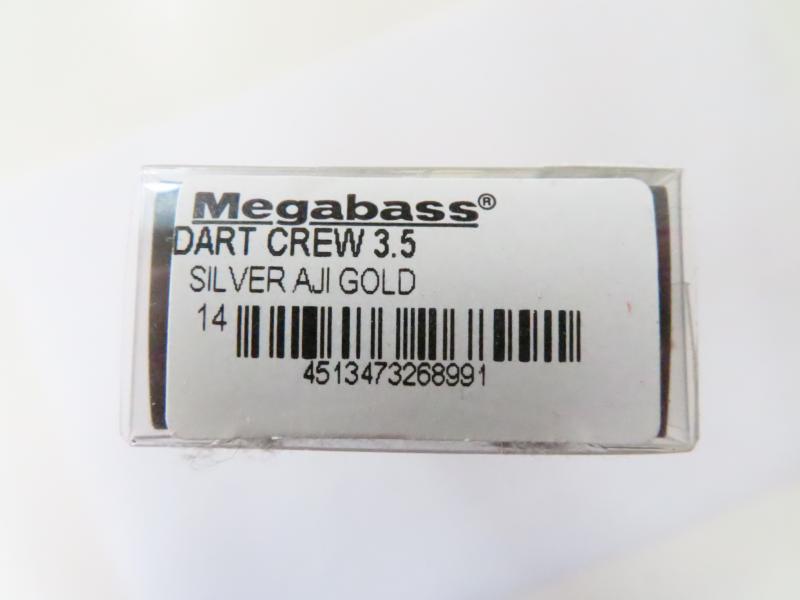 Megabass®
DART CREW 3.5
SILVER AJI GOLD
14
4513473268991